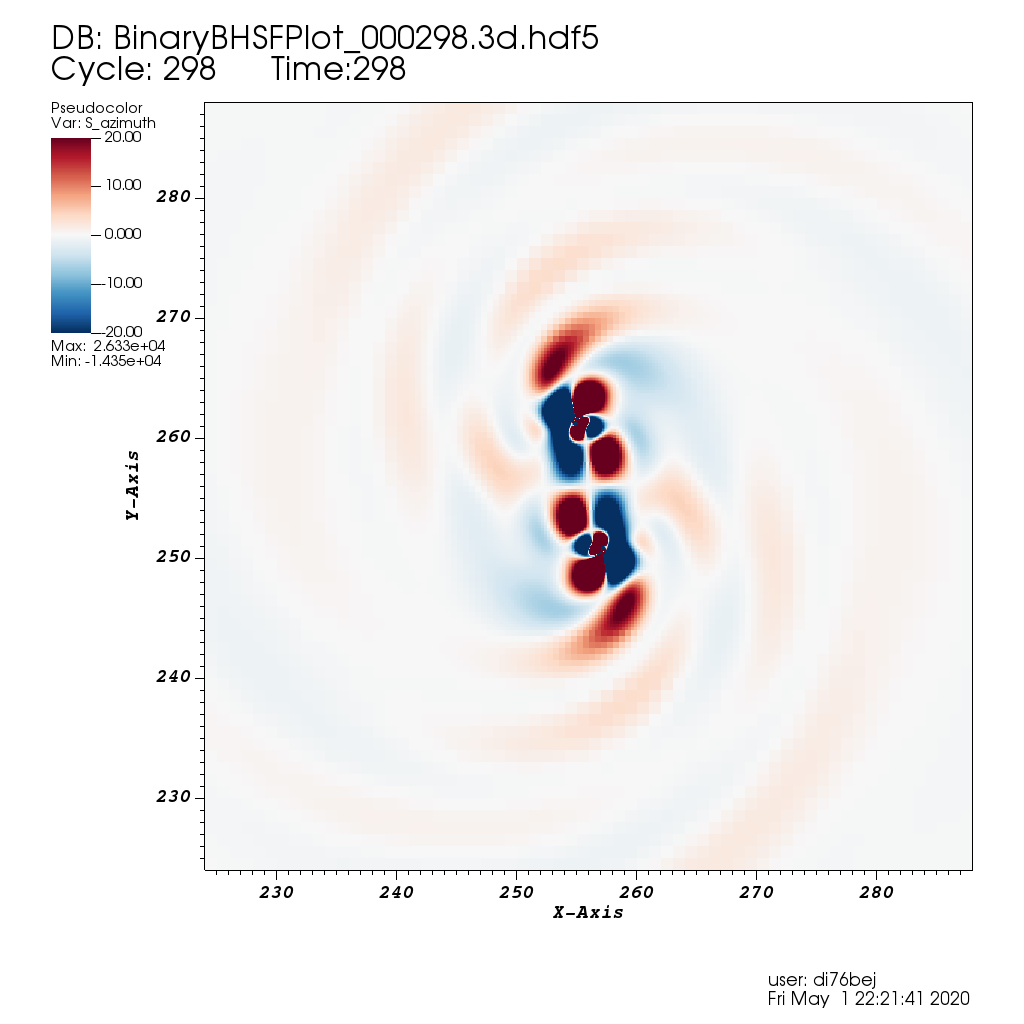 DB: BinaryBHSFPlot_000298.3d.hdf5
Cycle: 298 Time:298
Pseudocolor
Var: S_azimuth
20.00
10.00
0.000
-10.00
-20.00
Max: 2.633e+04
Min: -1.435e+04
280
270
260
250
240
230
Y-Axis
230 240 250 260 270 280
X-Axis
user: di76bej
Fri May 1 22:21:41 2020